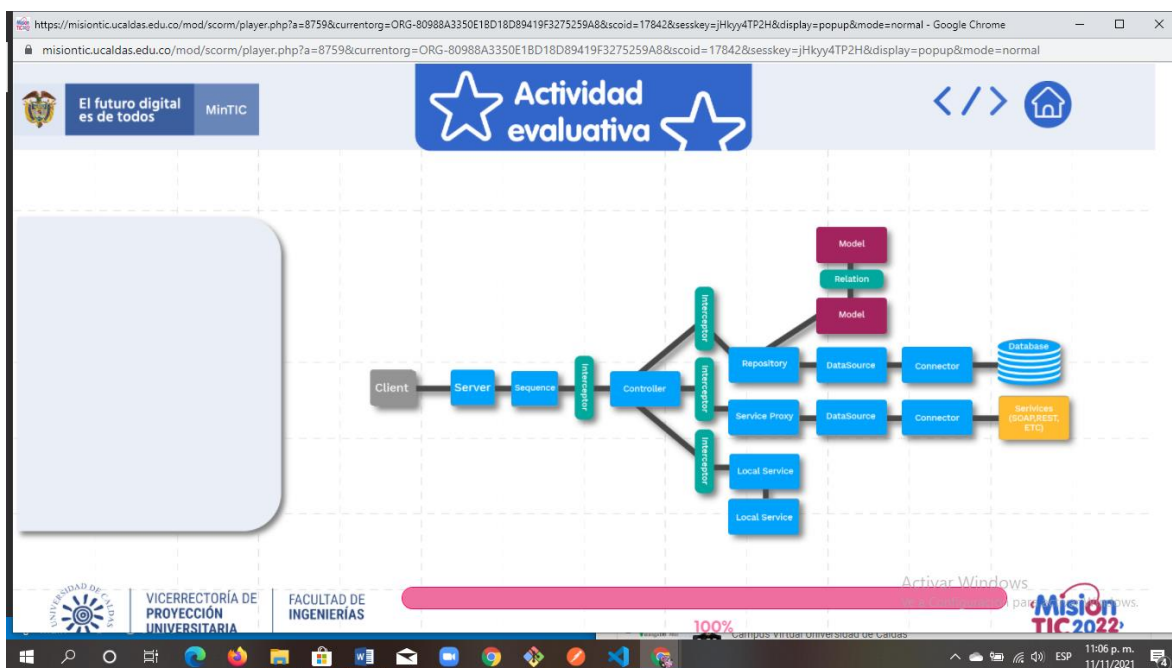 https://misiontic.ucaldas.edu.co/mod/scorm/player.php?a=8759&currentorg=ORG-80988A3350E1BD18D89419F3275259A8&scoid=17842&sesskey=jHkyy4TP2H&display=popup&mode=normal - Google Chrome
misiontic.ucaldas.edu.co/mod/scorm/player.php?a=8759&currentorg=ORG-80988A3350E1BD18D89419F3275259A8&scoid=17842&sesskey=jHkyy4TP2H&display=popup&mode=normal
El futuro digital
es de todos
MinTIC
Actividad
evaluativa
</>
Model
Relation
Model
Interceptor
Database
Repository
DataSource
Connector
Client
Server
Sequence
Interceptor
Controller
Interceptor
Service Proxy
DataSource
Connector
Serivices
(SOAP,REST,
ETC)
Interceptor
Local Service
Local Service
UNIVERSIDAD DE CALDAS
VICERRECTORÍA DE
PROYECCIÓN
UNIVERSITARIA
FACULTAD DE
INGENIERÍAS
Activar Windows
100%
Misión
TIC 2022
Campus Virtual Universidad de Caldas
ESP
11:06 p. m.
11/11/2021